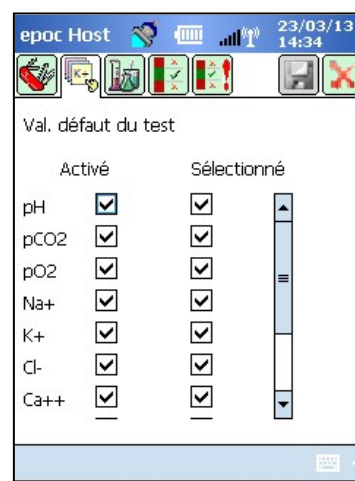 epoc Host 23/03/13
14:34
K+
Val. défaut du test
Activé Sélectionné
pH
pCO2
pO2
Na+
K+
Cl-
Ca++